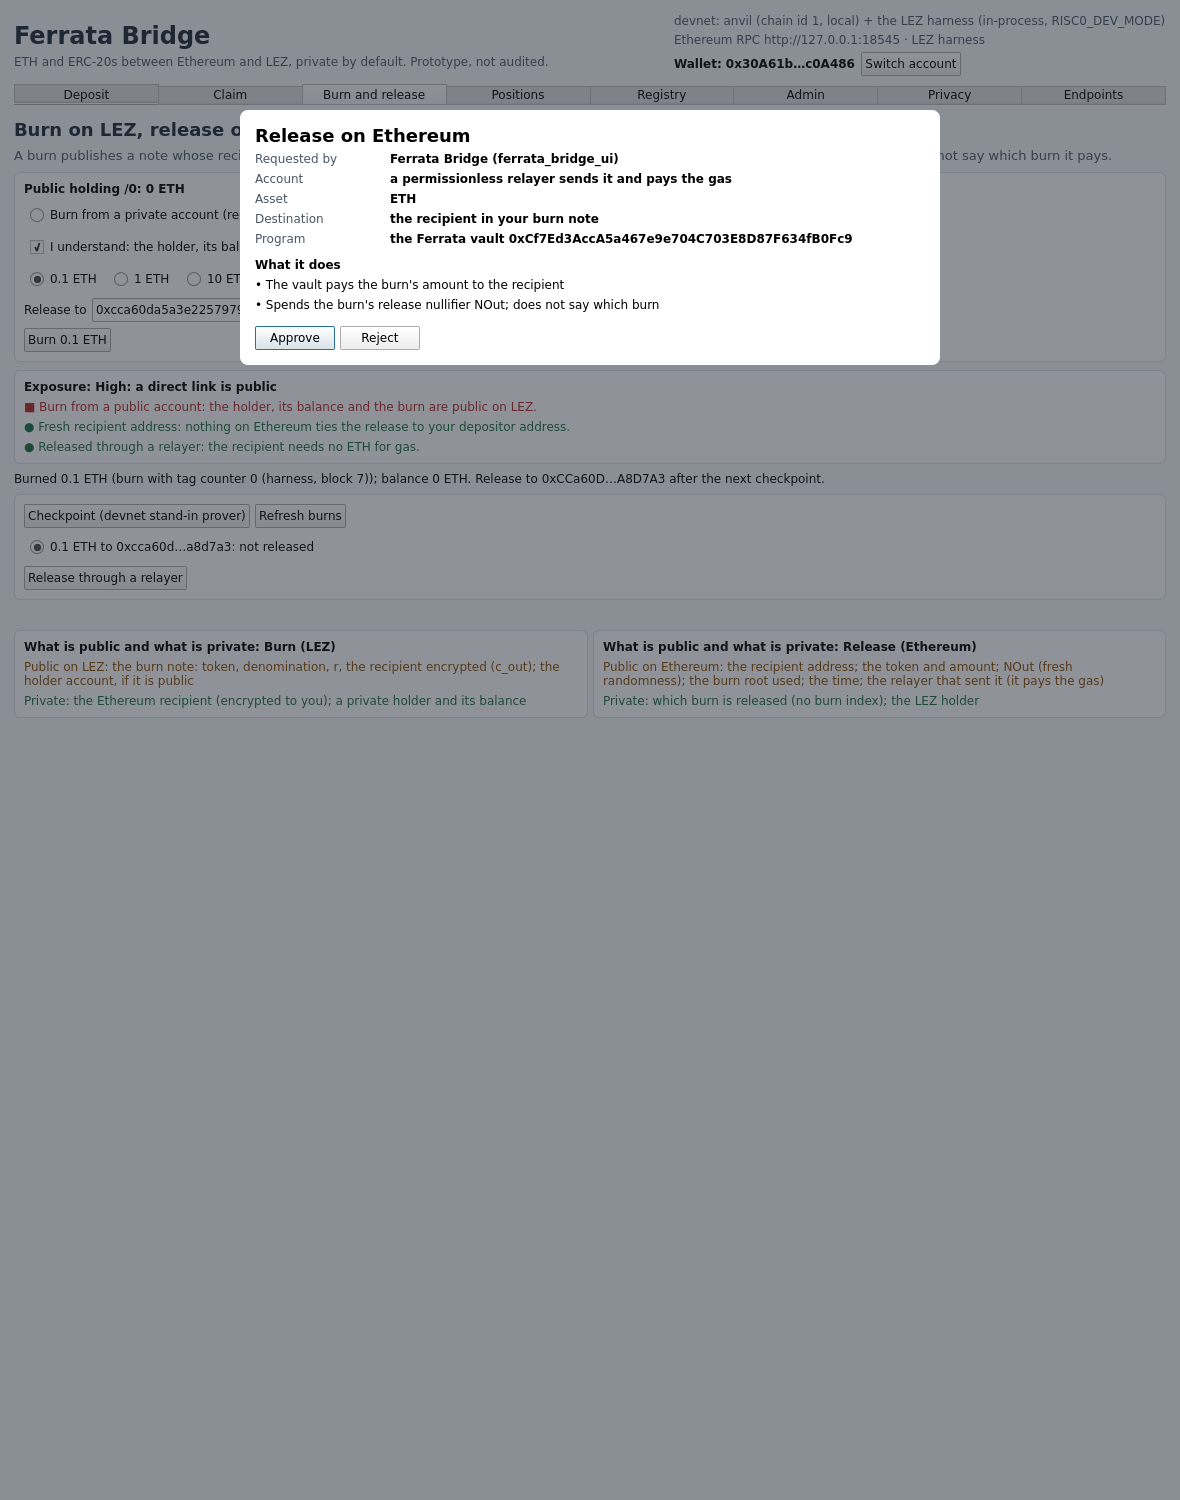 Ferrata Bridge
ETH and ERC-20s between Ethereum and LEZ, private by default. Prototype, not audited.
devnet: anvil (chain id 1, local) + the LEZ harness (in-process, RISC0_DEV_MODE)
Ethereum RPC http://127.0.0.1:18545 · LEZ harness
Wallet: 0x30A61b…c0A486 Switch account
Deposit Claim Burn and release Positions Registry Admin Privacy Endpoints
Burn on LEZ, release o
A burn publishes a note whose reci
not say which burn it pays.
Release on Ethereum
Requested by Ferrata Bridge (ferrata_bridge_ui)
Account a permissionless relayer sends it and pays the gas
Asset ETH
Destination the recipient in your burn note
Program the Ferrata vault 0xCf7Ed3AccA5a467e9e704C703E8D87F634fB0Fc9
What it does
• The vault pays the burn's amount to the recipient
• Spends the burn's release nullifier NOut; does not say which burn
Approve Reject
Public holding /0: 0 ETH
Burn from a private account (re
I understand: the holder, its bal
0.1 ETH 1 ETH 10 ET
Release to 0xcca60da5a3e2257979
Burn 0.1 ETH
Exposure: High: a direct link is public
■ Burn from a public account: the holder, its balance and the burn are public on LEZ.
● Fresh recipient address: nothing on Ethereum ties the release to your depositor address.
● Released through a relayer: the recipient needs no ETH for gas.
Burned 0.1 ETH (burn with tag counter 0 (harness, block 7)); balance 0 ETH. Release to 0xCCa60D…A8D7A3 after the next checkpoint.
Checkpoint (devnet stand-in prover) Refresh burns
0.1 ETH to 0xcca60d…a8d7a3: not released
Release through a relayer
What is public and what is private: Burn (LEZ)
Public on LEZ: the burn note: token, denomination, r, the recipient encrypted (c_out); the
holder account, if it is public
Private: the Ethereum recipient (encrypted to you); a private holder and its balance
What is public and what is private: Release (Ethereum)
Public on Ethereum: the recipient address; the token and amount; NOut (fresh
randomness); the burn root used; the time; the relayer that sent it (it pays the gas)
Private: which burn is released (no burn index); the LEZ holder